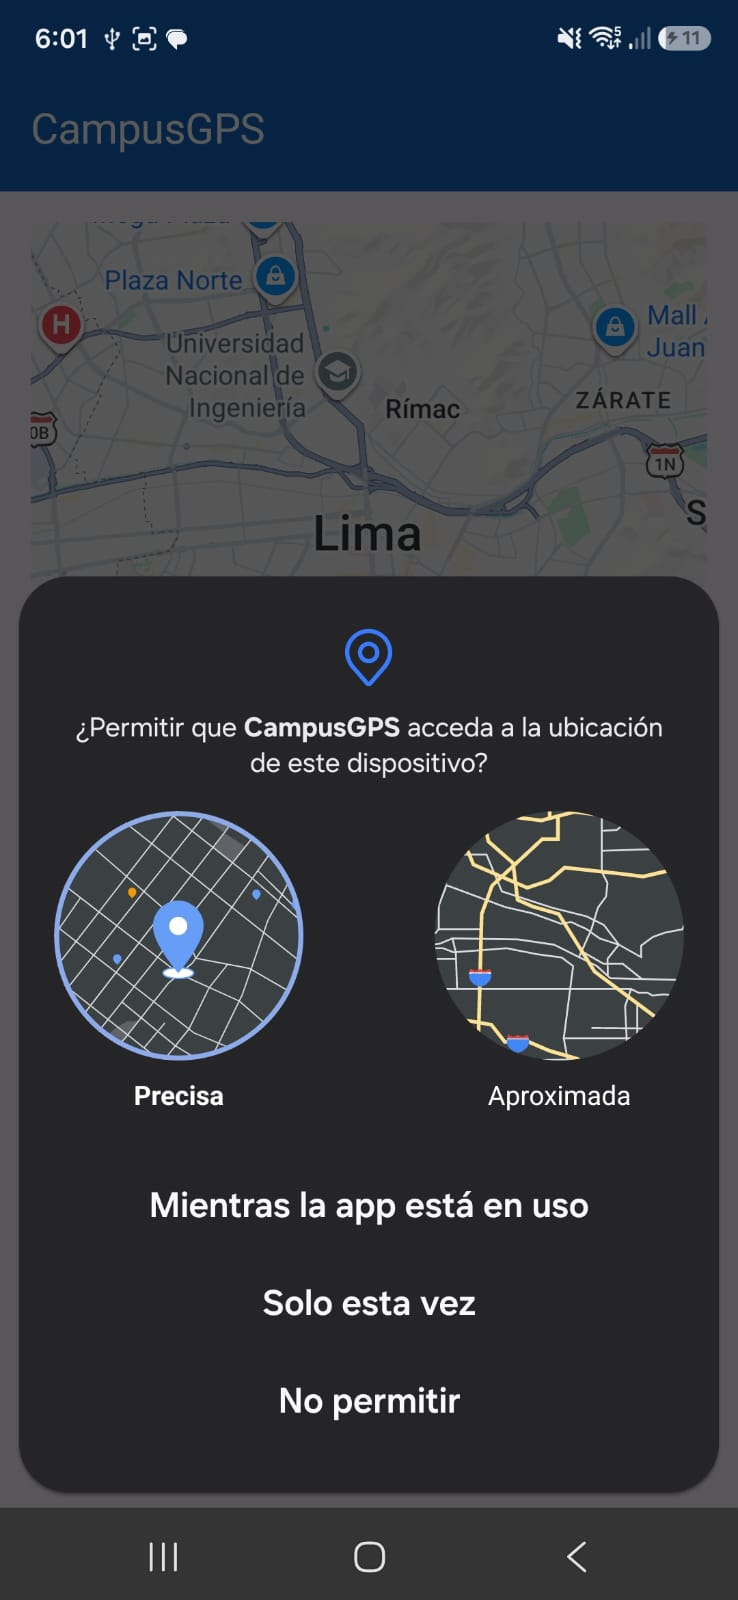 6:01
5
11
CampusGPS
Plaza Norte
H
Mall
Juan
Universidad
Nacional de
Ingeniería
Rímac
ZÁRATE
0B
1N
S
Lima
¿Permitir que CampusGPS acceda a la ubicación
de este dispositivo?
Precisa
Aproximada
Mientras la app está en uso
Solo esta vez
No permitir